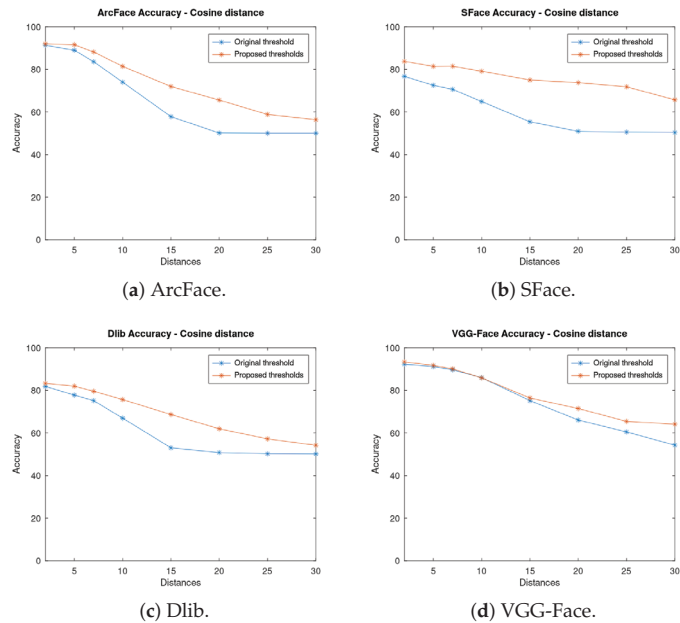 ArcFace Accuracy - Cosine distance
100
80
60
40
20
0
Accuracy
5 10 15 20 25 30
Distances
Original threshold
Proposed thresholds
(a) ArcFace.
SFace Accuracy - Cosine distance
100
80
60
40
20
0
Accuracy
5 10 15 20 25 30
Distances
Original threshold
Proposed thresholds
(b) SFace.
Dlib Accuracy - Cosine distance
100
80
60
40
20
0
Accuracy
5 10 15 20 25 30
Distances
Original threshold
Proposed thresholds
(c) Dlib.
VGG-Face Accuracy - Cosine distance
100
80
60
40
20
0
Accuracy
5 10 15 20 25 30
Distances
Original threshold
Proposed thresholds
(d) VGG-Face.